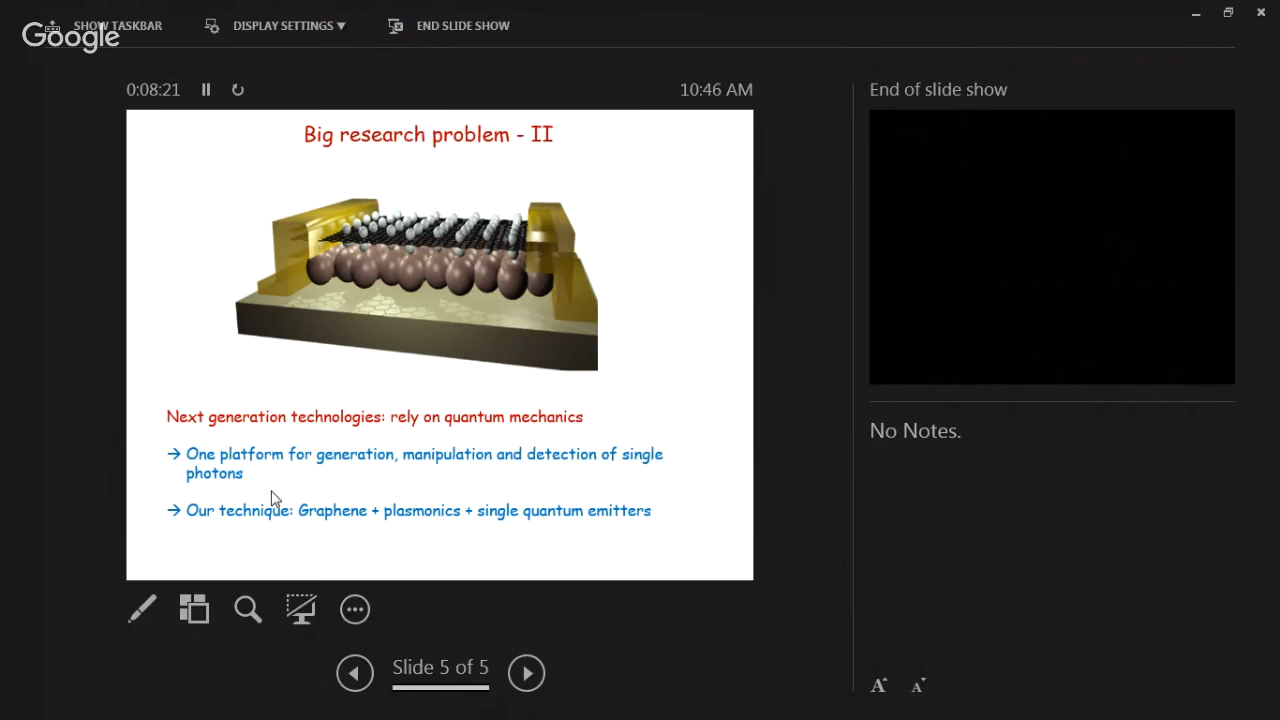 SHOW TASKBAR DISPLAY SETTINGS ▼ END SLIDE SHOW
Google
0:08:21 10:46 AM
End of slide show
Big research problem - II
Next generation technologies: rely on quantum mechanics
→ One platform for generation, manipulation and detection of single
photons
→ Our technique: Graphene + plasmonics + single quantum emitters
No Notes.
Slide 5 of 5
A A